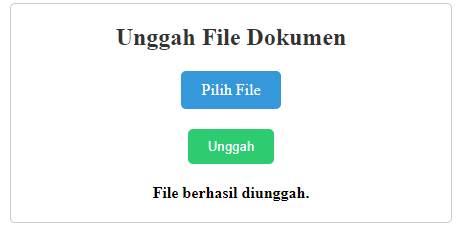 Unggah File Dokumen
Pilih File
Unggah
File berhasil diunggah.